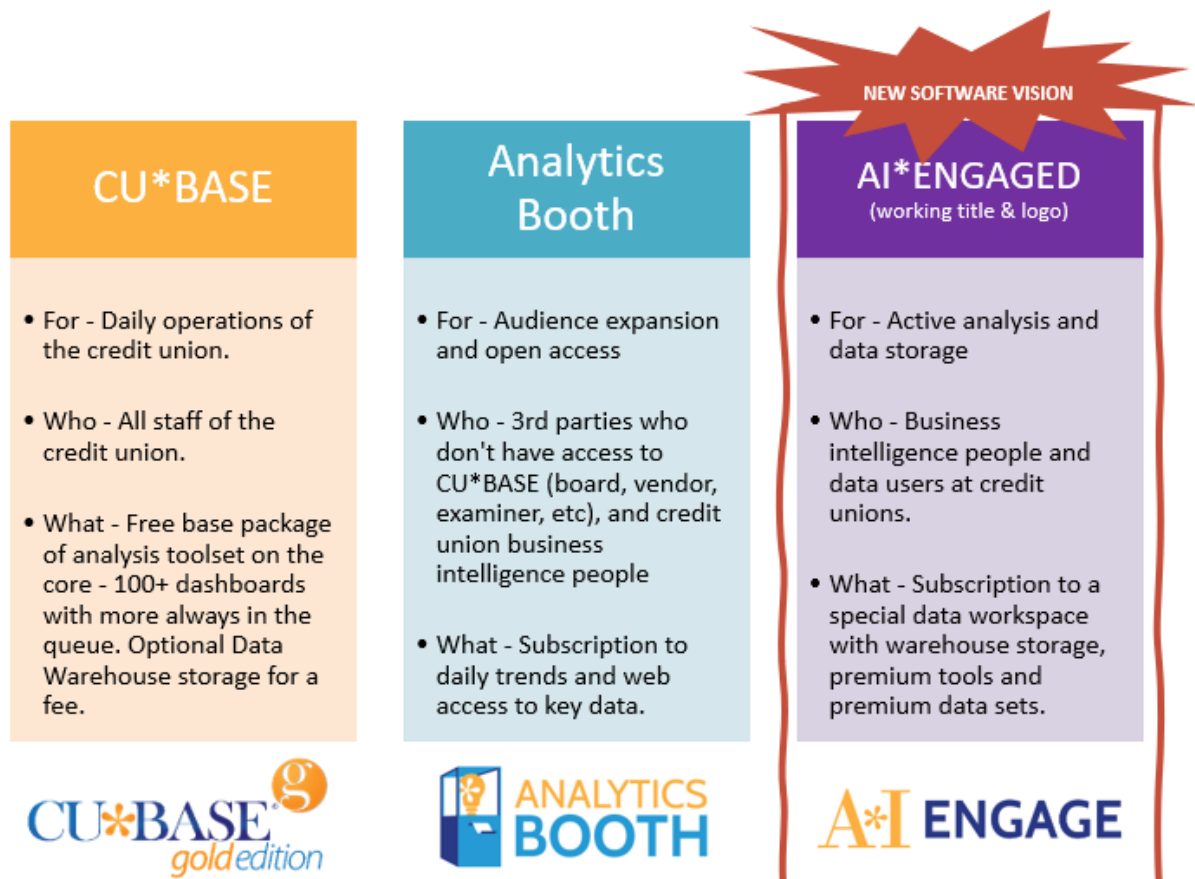 NEW SOFTWARE VISION
CU*BASE
• For - Daily operations of
the credit union.
• Who - All staff of the
credit union.
• What - Free base package
of analysis toolset on the
core - 100+ dashboards
with more always in the
queue. Optional Data
Warehouse storage for a
fee.
CU*BASE
g
gold edition
Analytics
Booth
• For - Audience expansion
and open access
• Who - 3rd parties who
don't have access to
CU*BASE (board, vendor,
examiner, etc), and credit
union business
intelligence people
• What - Subscription to
daily trends and web
access to key data.
ANALYTICS
BOOTH
AI*ENGAGED
(working title & logo)
• For - Active analysis and
data storage
• Who - Business
intelligence people and
data users at credit
unions.
• What - Subscription to a
special data workspace
with warehouse storage,
premium tools and
premium data sets.
A*I ENGAGE